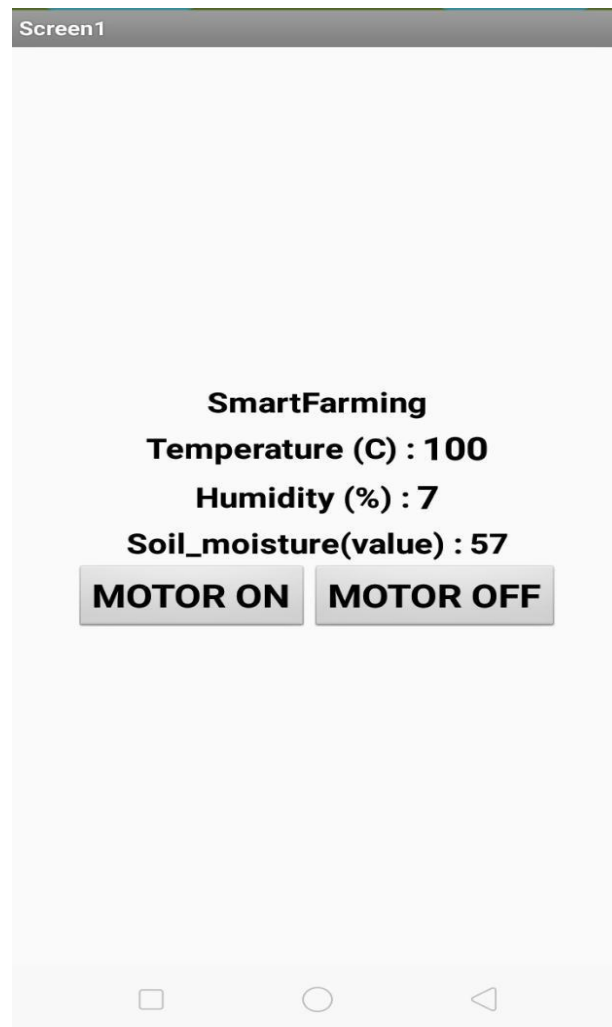 Screen1
SmartFarming
Temperature (C) : 100
Humidity (%) : 7
Soil_moisture(value) : 57
MOTOR ON MOTOR OFF